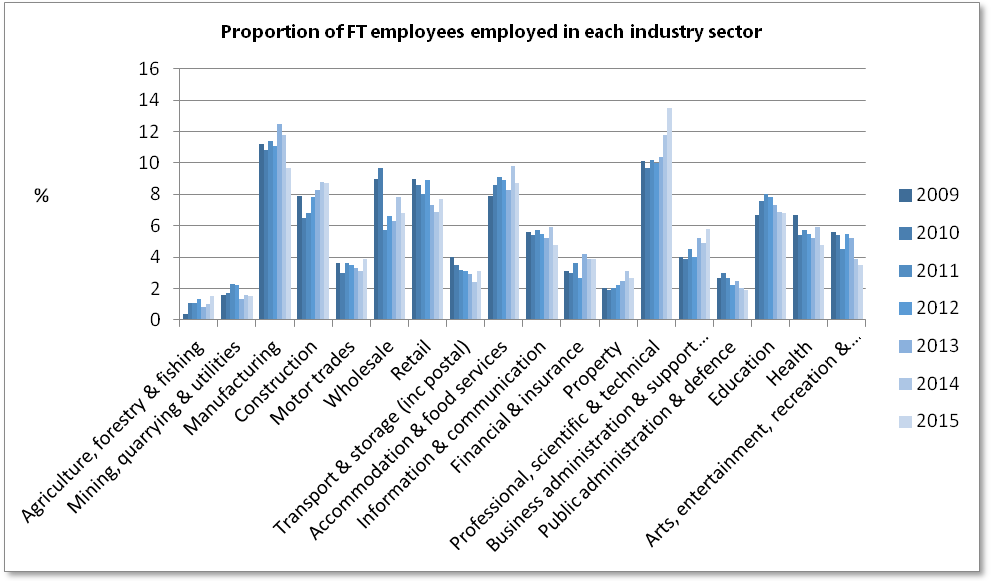 Proportion of FT employees employed in each industry sector
16
14
12
10
8
6
4
2
0
%
Agriculture, forestry & fishing
Mining, quarrying & utilities
Manufacturing
Construction
Motor trades
Wholesale
Retail
Transport & storage (inc postal)
Accommodation & food services
Information & communication
Financial & insurance
Property
Professional, scientific & technical
Business administration & support...
Public administration & defence
Education
Health
Arts, entertainment, recreation &...
2009
2010
2011
2012
2013
2014
2015